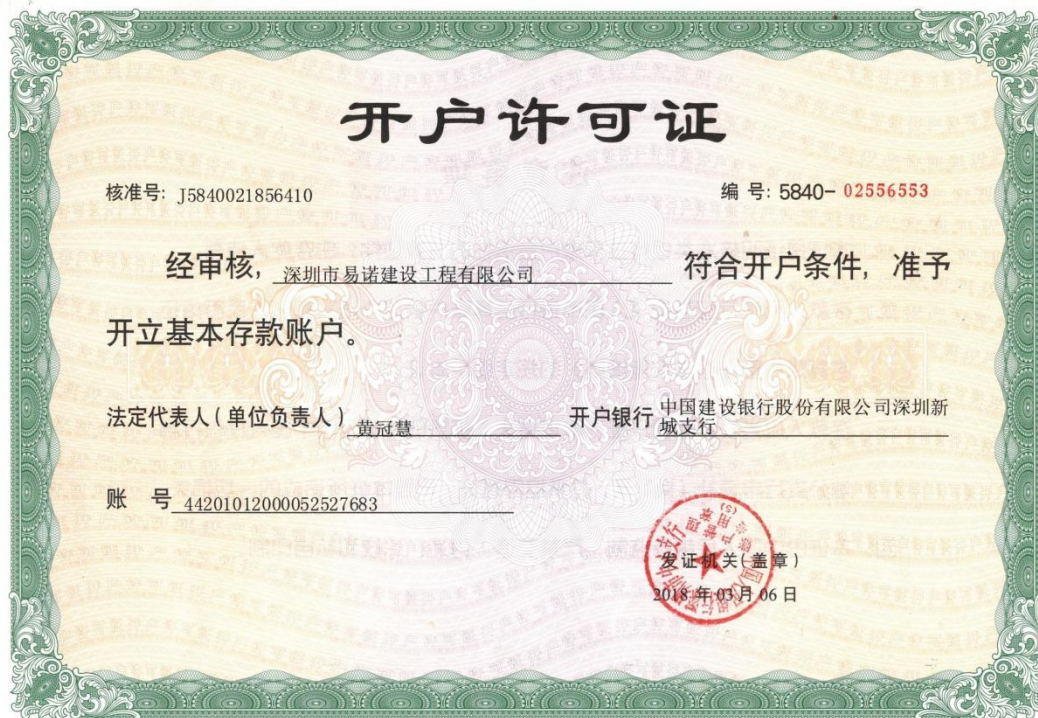 开户许可证
核准号: J5840021856410
编 号: 5840- 02556553
经审核, 深圳市易诺建设工程有限公司 符合开户条件, 准予
开立基本存款账户。
法定代表人(单位负责人) 黄冠慧
开户银行 中国建设银行股份有限公司深圳新
城支行
账 号 44201012000052527683
发证机关(盖章)
2018 年 03 月 06 日